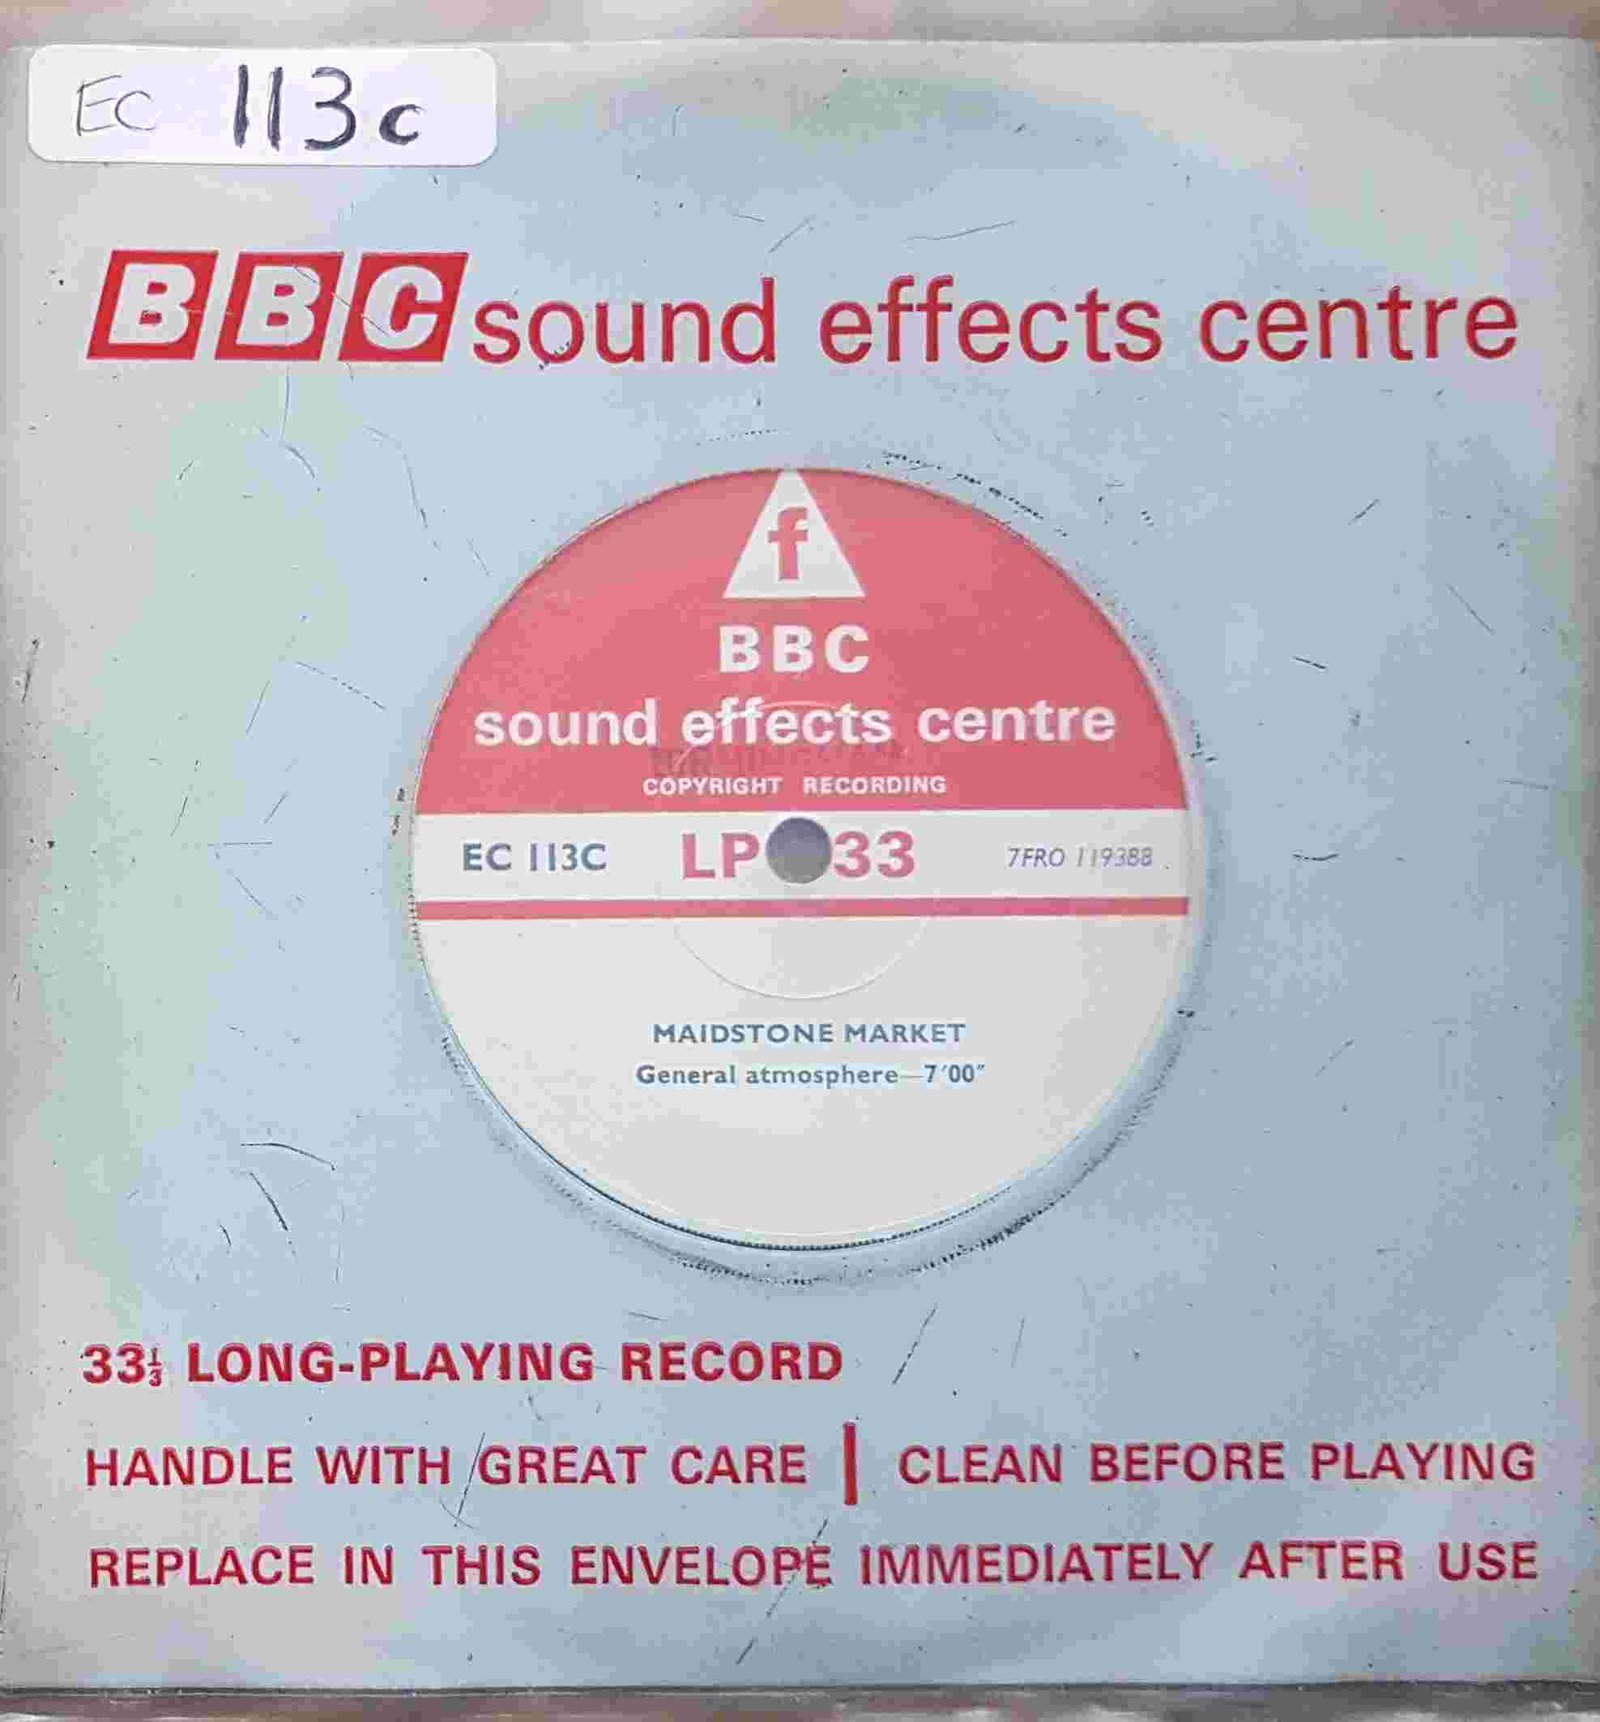 EC 113c
BBC sound effects centre
f
BBC
sound effects centre
COPYRIGHT RECORDING
EC 113C LP 33 7FRO 119388
MAIDSTONE MARKET
General atmosphere—7′00″
33⅓ LONG-PLAYING RECORD
HANDLE WITH GREAT CARE | CLEAN BEFORE PLAYING
REPLACE IN THIS ENVELOPE IMMEDIATELY AFTER USE